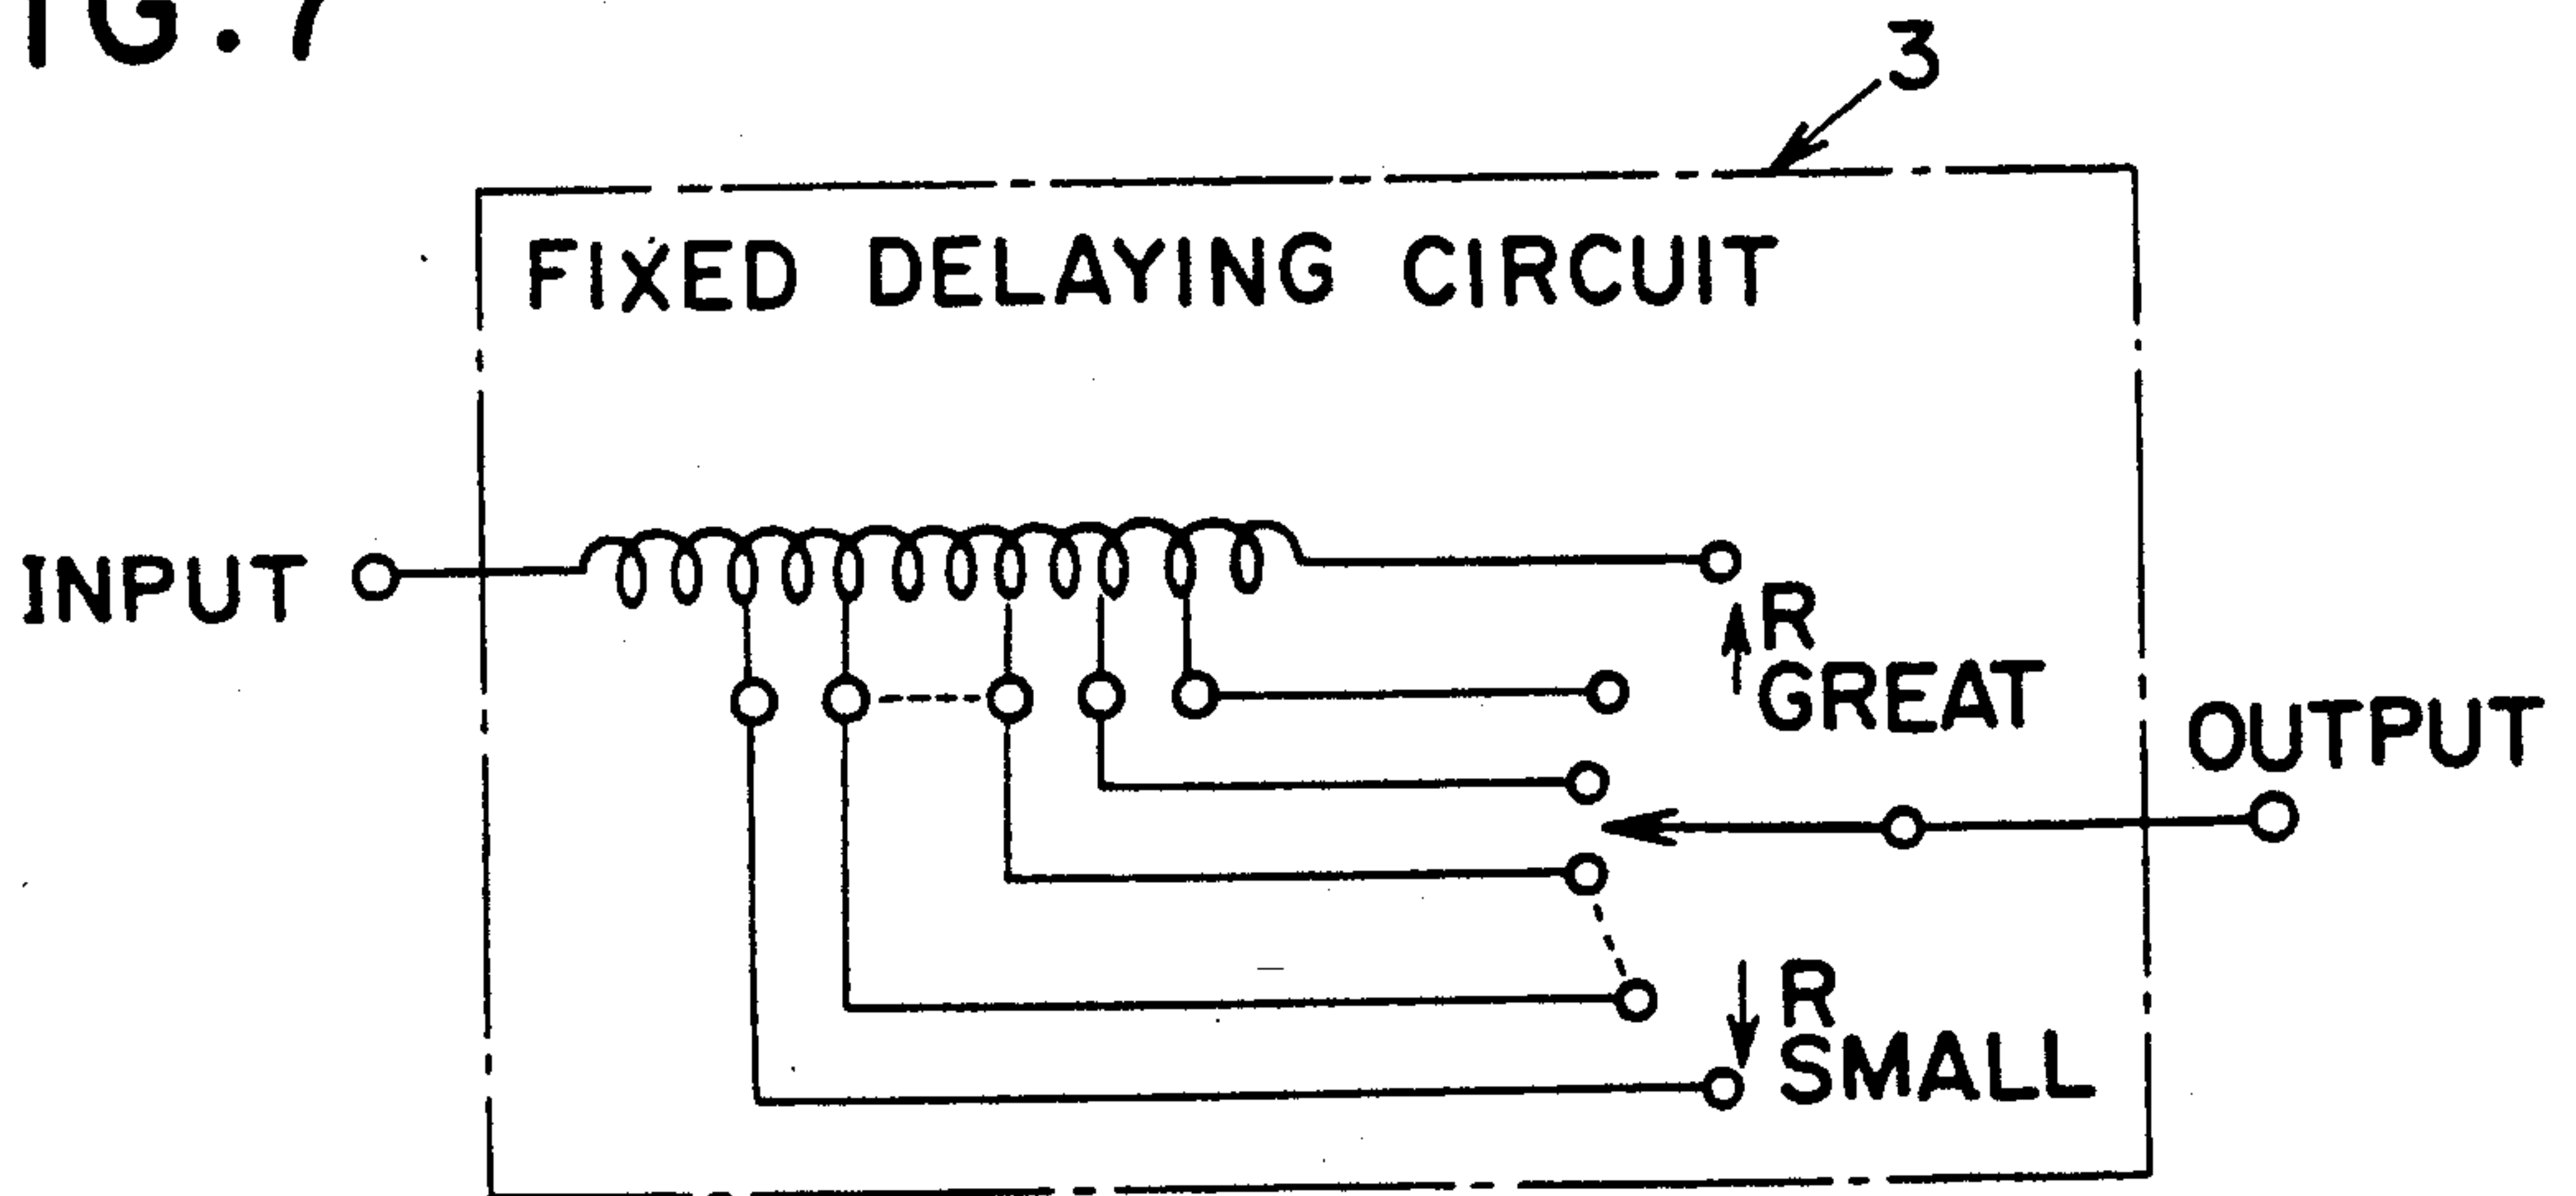 IG.7
3
FIXED DELAYING CIRCUIT
INPUT
R
GREAT
OUTPUT
R
SMALL